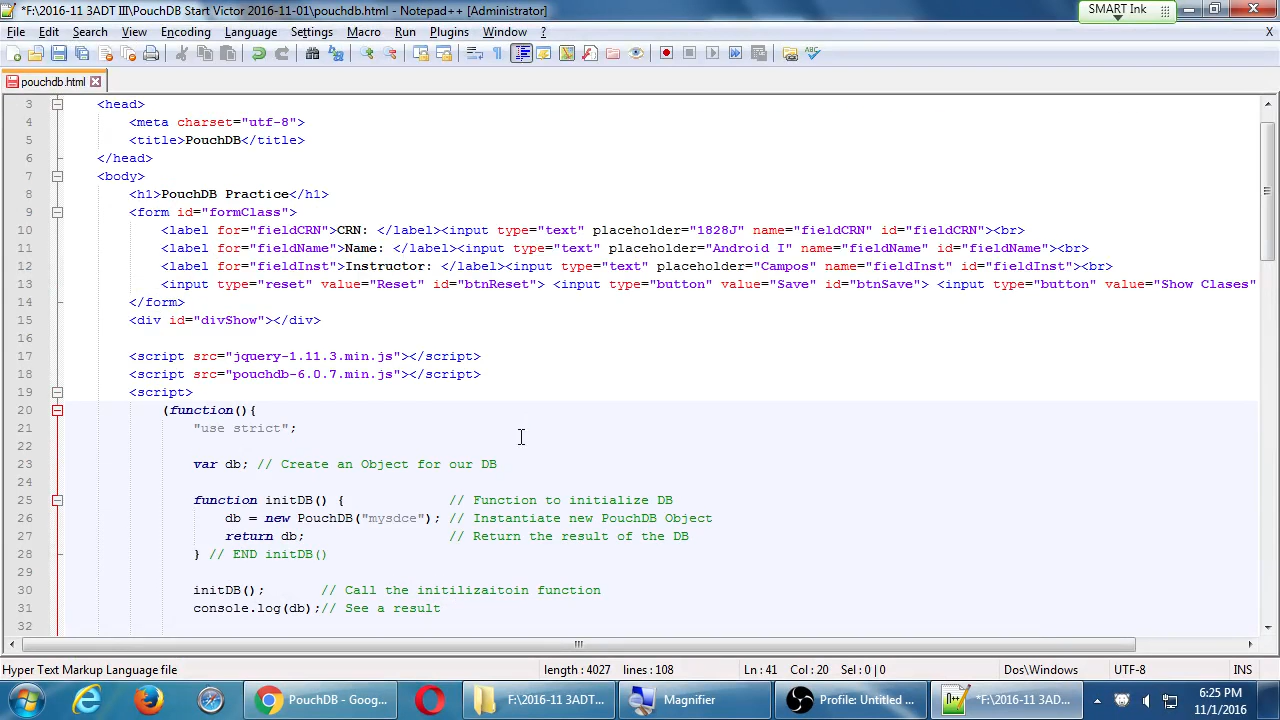 *F:\2016-11 3ADT III\PouchDB Start Victor 2016-11-01\pouchdb.html - Notepad++ [Administrator]
SMART Ink
File Edit Search View Encoding Language Settings Macro Run Plugins Window ?
X
pouchdb.html
3 <head>
4 <meta charset="utf-8">
5 <title>PouchDB</title>
6 </head>
7 <body>
8 <h1>PouchDB Practice</h1>
9 <form id="formClass">
10 <label for="fieldCRN">CRN: </label><input type="text" placeholder="1828J" name="fieldCRN" id="fieldCRN"><br>
11 <label for="fieldName">Name: </label><input type="text" placeholder="Android I" name="fieldName" id="fieldName"><br>
12 <label for="fieldInst">Instructor: </label><input type="text" placeholder="Campos" name="fieldInst" id="fieldInst"><br>
13 <input type="reset" value="Reset" id="btnReset"> <input type="button" value="Save" id="btnSave"> <input type="button" value="Show Clases"
14 </form>
15 <div id="divShow"></div>
16
17 <script src="jquery-1.11.3.min.js"></script>
18 <script src="pouchdb-6.0.7.min.js"></script>
19 <script>
20 (function(){
21 "use strict";
22
23 var db; // Create an Object for our DB
24
25 function initDB() { // Function to initialize DB
26 db = new PouchDB("mysdce"); // Instantiate new PouchDB Object
27 return db; // Return the result of the DB
28 } // END initDB()
29
30 initDB(); // Call the initilizaitoin function
31 console.log(db);// See a result
32
Hyper Text Markup Language file length : 4027 lines : 108 Ln : 41 Col : 20 Sel : 0 | 0 Dos\Windows UTF-8 INS
PouchDB - Goog... F:\2016-11 3ADT... Magnifier Profile: Untitled ... *F:\2016-11 3AD... 6:25 PM
11/1/2016